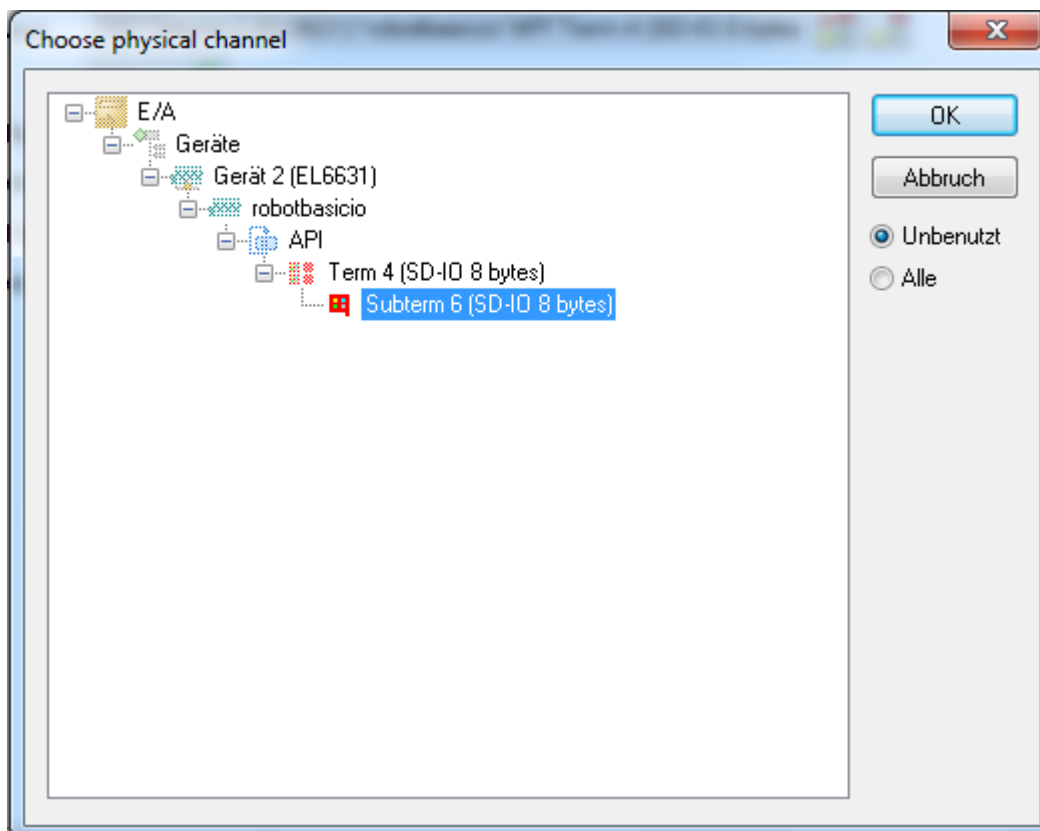 Choose physical channel
E/A
Geräte
Gerät 2 (EL6631)
robotbasicio
API
Term 4 (SD-IO 8 bytes)
Subterm 6 (SD-IO 8 bytes)
OK
Abbruch
Unbenutzt
Alle